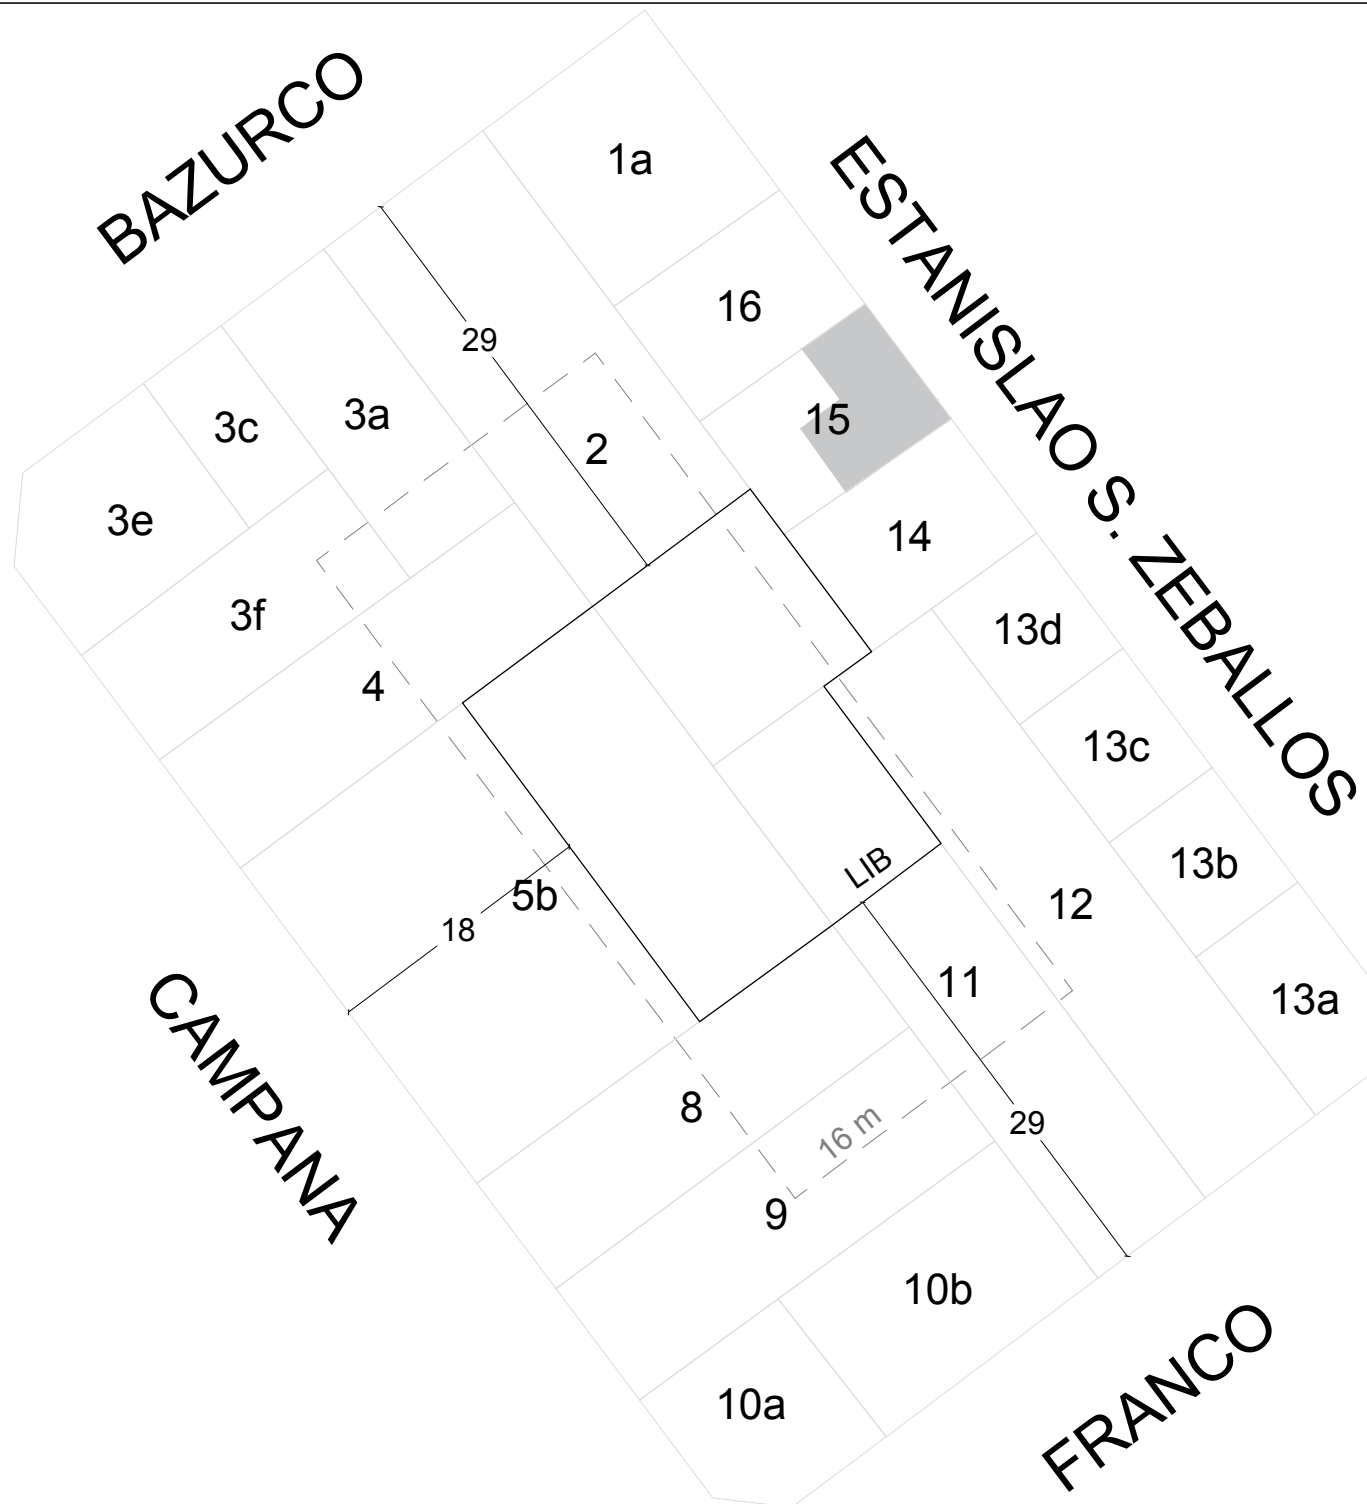 BAZURCO
ESTANISLAO S. ZEBALLOS
1a
16
29
3c
3a
15
2
3e
14
3f
13d
4
13c
LIB
13b
5b
12
18
11
13a
CAMPANA
8
16 m
29
9
10b
10a
FRANCO